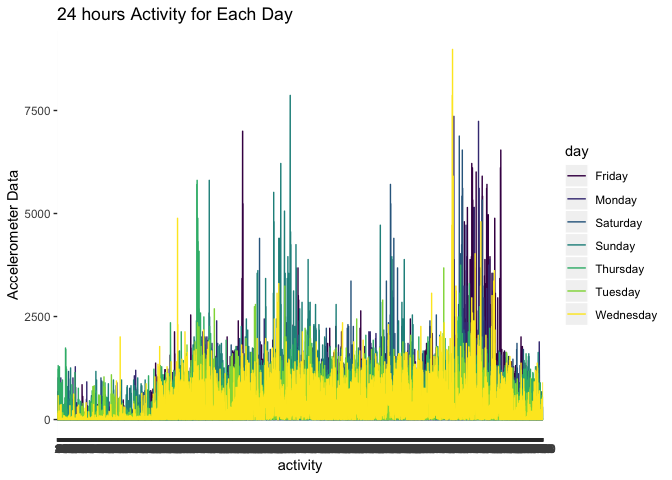 24 hours Activity for Each Day
7500
5000
2500
0
Accelerometer Data
activity
day
Friday
Monday
Saturday
Sunday
Thursday
Tuesday
Wednesday